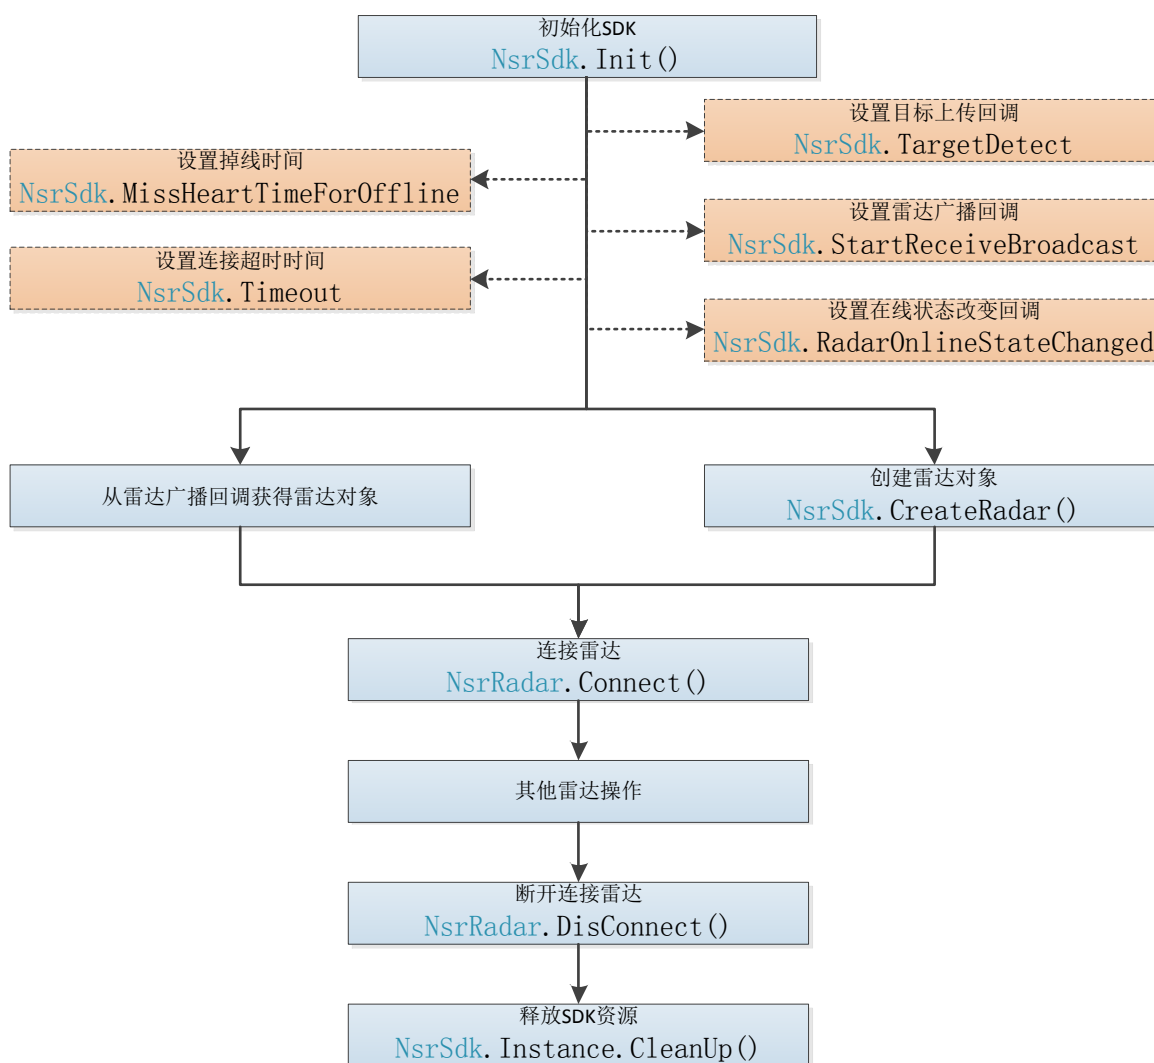 初始化SDK
NsrSdk.Init()
设置目标上传回调
NsrSdk.TargetDetect
设置掉线时间
NsrSdk.MissHeartTimeForOffline
设置雷达广播回调
NsrSdk.StartReceiveBroadcast
设置连接超时时间
NsrSdk.Timeout
设置在线状态改变回调
NsrSdk.RadarOnlineStateChanged
从雷达广播回调获得雷达对象
创建雷达对象
NsrSdk.CreateRadar()
连接雷达
NsrRadar.Connect()
其他雷达操作
断开连接雷达
NsrRadar.DisConnect()
释放SDK资源
NsrSdk.Instance.CleanUp()